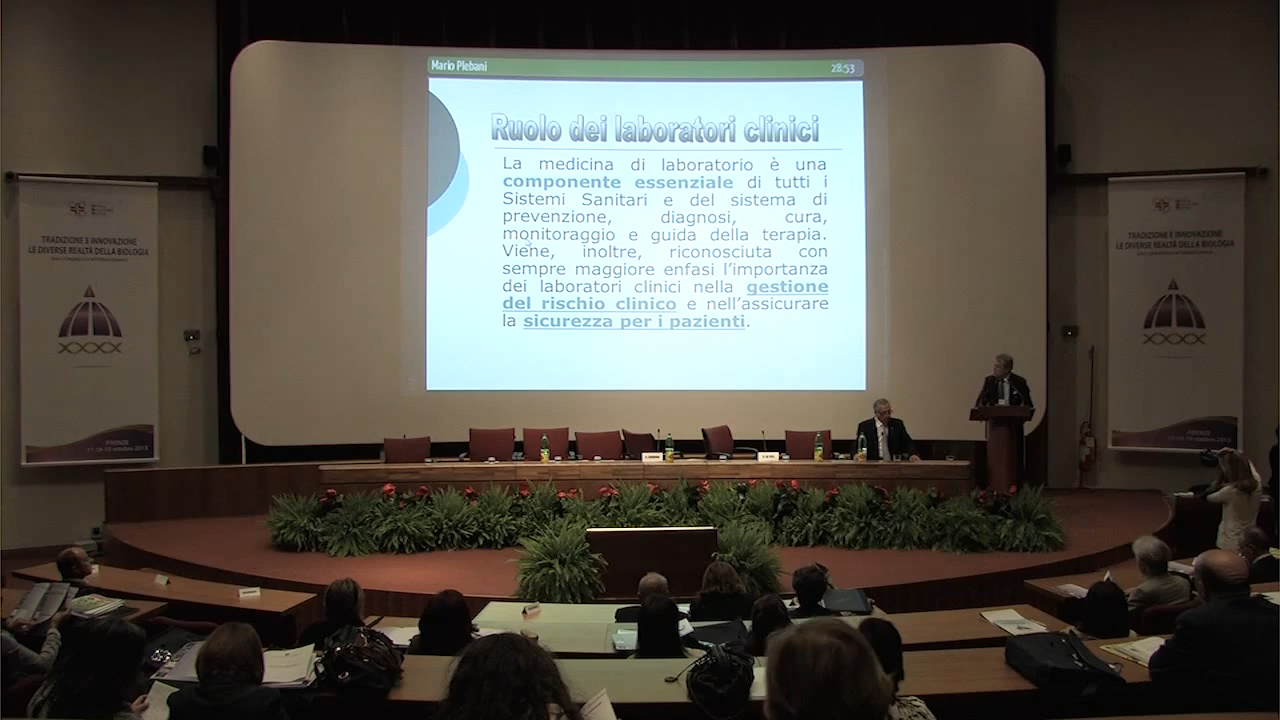 Mario Plebani
28:53
Ruolo dei laboratori clinici
La medicina di laboratorio è una
componente essenziale di tutti i
Sistemi Sanitari e del sistema di
prevenzione, diagnosi, cura,
monitoraggio e guida della terapia.
Viene, inoltre, riconosciuta con
sempre maggiore enfasi l'importanza
dei laboratori clinici nella gestione
del rischio clinico e nell'assicurare
la sicurezza per i pazienti.
TRADIZIONE E INNOVAZIONE
LE DIVERSE REALTÀ DELLA BIOLOGIA
FIRENZE
TRADIZIONE E INNOVAZIONE
LE DIVERSE REALTÀ DELLA BIOLOGIA
FIRENZE